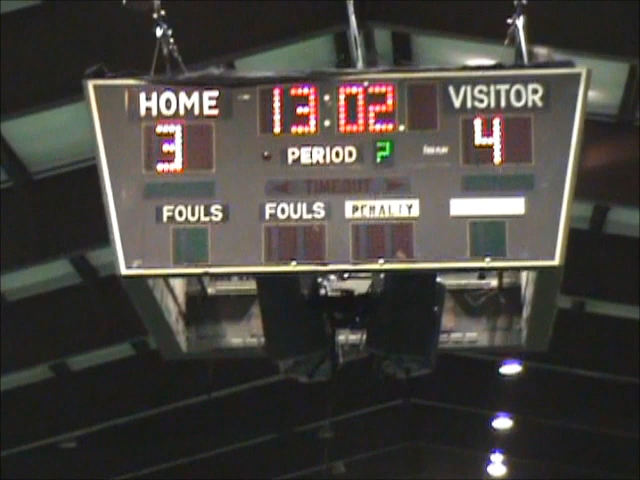 HOME 13:02 VISITOR
3 PERIOD 2 4
TIMEOUT
FOULS FOULS PENALTY